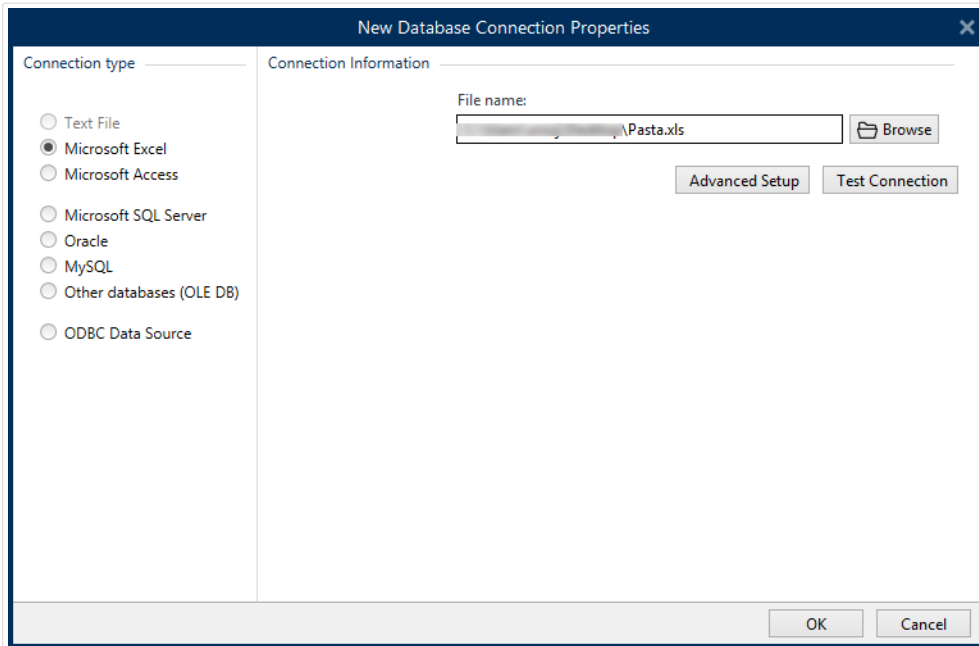 New Database Connection Properties
Connection type
Connection Information
Text File
Microsoft Excel
Microsoft Access
Microsoft SQL Server
Oracle
MySQL
Other databases (OLE DB)
ODBC Data Source
File name:
\Pasta.xls
Browse
Advanced Setup
Test Connection
OK
Cancel